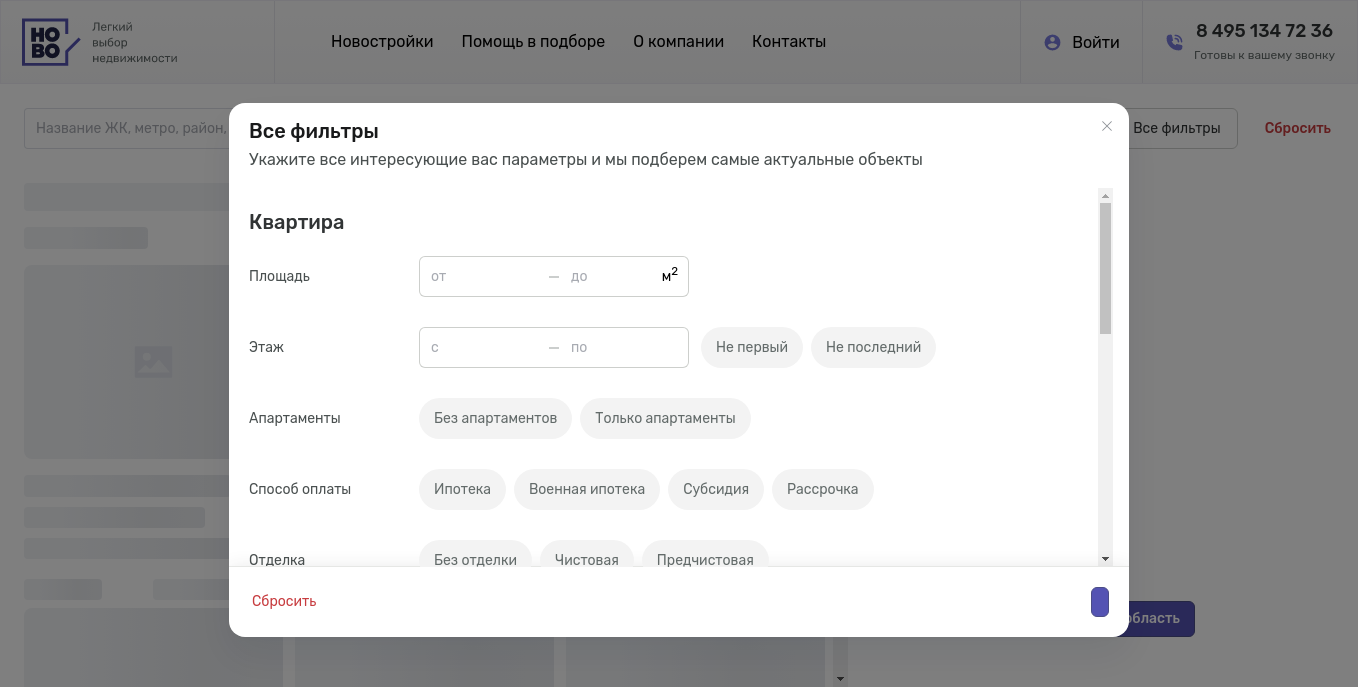 НО
ВО
Легкий
выбор
недвижимости
Новостройки
Помощь в подборе
О компании
Контакты
Войти
8 495 134 72 36
Готовы к вашему звонку
Название ЖК, метро, район,
Все фильтры
Сбросить
Все фильтры
Укажите все интересующие вас параметры и мы подберем самые актуальные объекты
Квартира
Площадь
от — до м²
Этаж
с — по
Не первый
Не последний
Апартаменты
Без апартаментов
Только апартаменты
Способ оплаты
Ипотека
Военная ипотека
Субсидия
Рассрочка
Отделка
Без отделки
Чистовая
Предчистовая
Сбросить
область